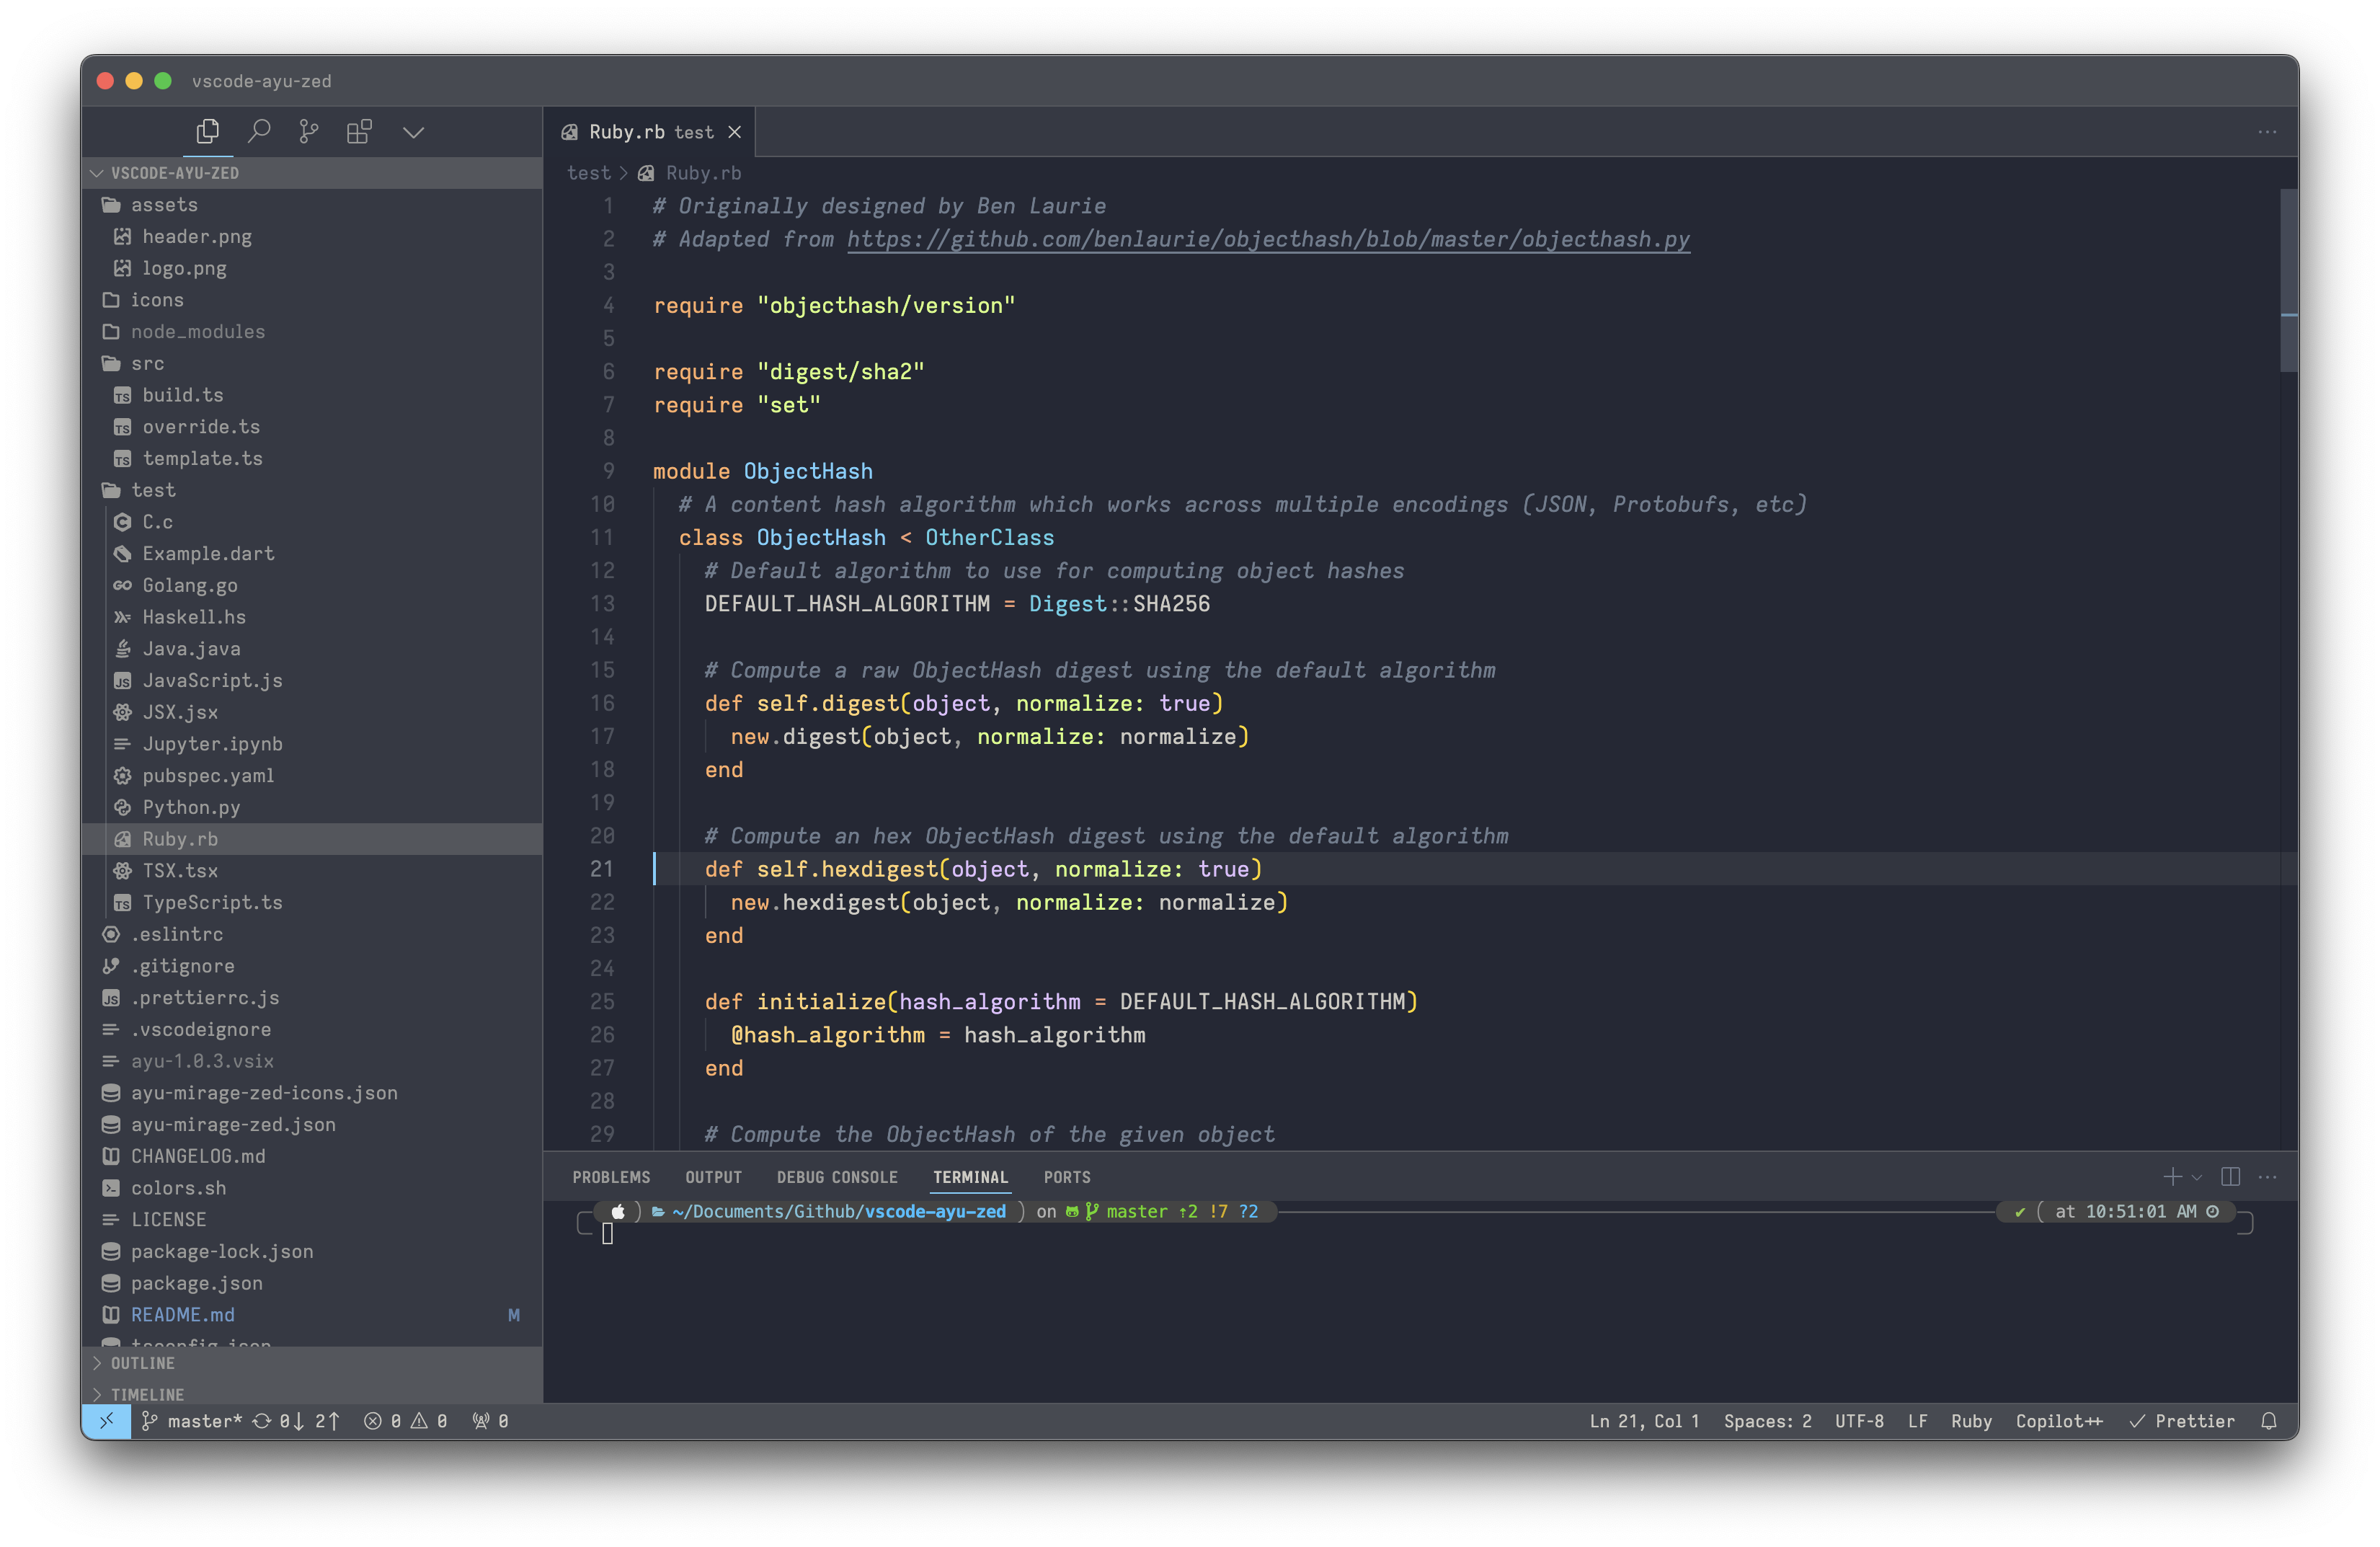 vscode-ayu-zed
VSCODE-AYU-ZED
assets
header.png
logo.png
icons
node_modules
src
build.ts
override.ts
template.ts
test
C.c
Example.dart
Golang.go
Haskell.hs
Java.java
JavaScript.js
JSX.jsx
Jupyter.ipynb
pubspec.yaml
Python.py
Ruby.rb
TSX.tsx
TypeScript.ts
.eslintrc
.gitignore
.prettierrc.js
.vscodeignore
ayu-1.0.3.vsix
ayu-mirage-zed-icons.json
ayu-mirage-zed.json
CHANGELOG.md
colors.sh
LICENSE
package-lock.json
package.json
README.md M
tsconfig.json
OUTLINE
TIMELINE
Ruby.rb test
test > Ruby.rb
1 # Originally designed by Ben Laurie
2 # Adapted from https://github.com/benlaurie/objecthash/blob/master/objecthash.py
3
4 require "objecthash/version"
5
6 require "digest/sha2"
7 require "set"
8
9 module ObjectHash
10 # A content hash algorithm which works across multiple encodings (JSON, Protobufs, etc)
11 class ObjectHash < OtherClass
12 # Default algorithm to use for computing object hashes
13 DEFAULT_HASH_ALGORITHM = Digest::SHA256
14
15 # Compute a raw ObjectHash digest using the default algorithm
16 def self.digest(object, normalize: true)
17 new.digest(object, normalize: normalize)
18 end
19
20 # Compute an hex ObjectHash digest using the default algorithm
21 def self.hexdigest(object, normalize: true)
22 new.hexdigest(object, normalize: normalize)
23 end
24
25 def initialize(hash_algorithm = DEFAULT_HASH_ALGORITHM)
26 @hash_algorithm = hash_algorithm
27 end
28
29 # Compute the ObjectHash of the given object
PROBLEMS OUTPUT DEBUG CONSOLE TERMINAL PORTS
~/Documents/Github/vscode-ayu-zed ) on master ⇡2 !7 ?2 ✔ ( at 10:51:01 AM
master* 0↓ 2↑ 0 0 0 Ln 21, Col 1 Spaces: 2 UTF-8 LF Ruby Copilot++ ✓ Prettier